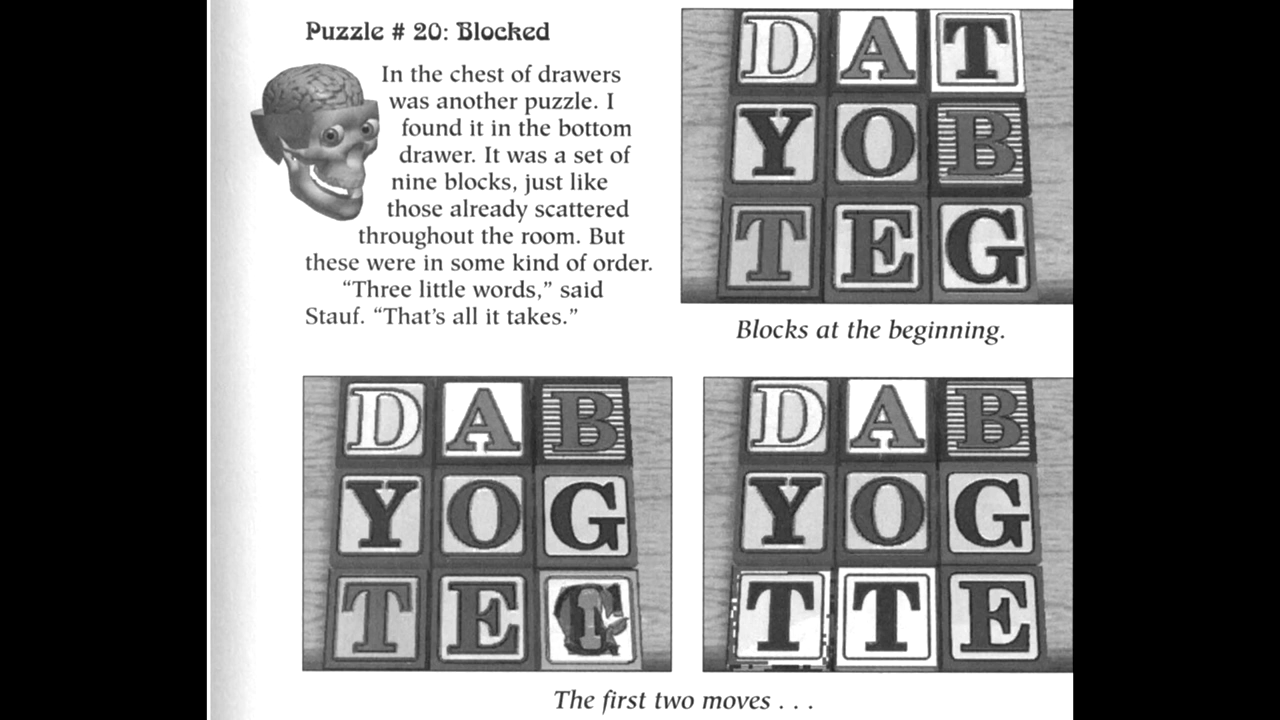 Puzzle # 20: Blocked
In the chest of drawers
was another puzzle. I
found it in the bottom
drawer. It was a set of
nine blocks, just like
those already scattered
throughout the room. But
these were in some kind of order.
“Three little words,” said
Stauf. “That’s all it takes.”
D A T
Y O B
T E G
Blocks at the beginning.
D A B
Y O G
T E
D A B
Y O G
T T E
The first two moves . . .